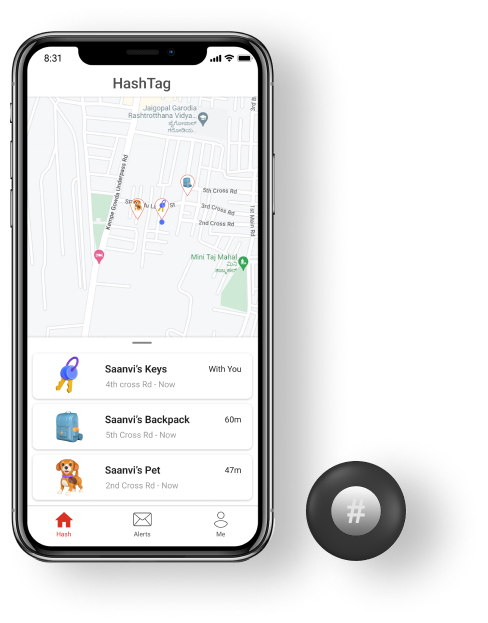 8:31
HashTag
Jaigopal Garodia
Rashtrotthana Vidya...
ಜೈಗೋಪಾಲ್
ಗರೋಡಿಯ
Kempe Gowda Underpass Rd
5th Cross Rd
3rd Cross Rd
2nd Cross Rd
1st Main Rd
Mini Taj Mahal
ಮಿನಿ
ತಾಜ್ಮಹಲ್
Saanvi's Keys
With You
4th cross Rd - Now
Saanvi's Backpack
60m
5th Cross Rd - Now
Saanvi's Pet
47m
2nd Cross Rd - Now
Hash
Alerts
Me
#